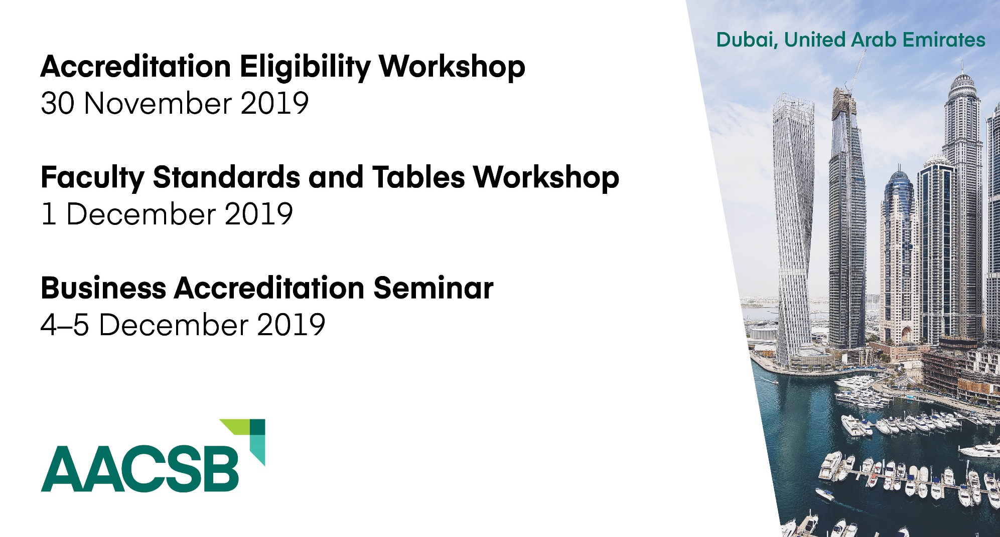 Dubai, United Arab Emirates
Accreditation Eligibility Workshop
30 November 2019
Faculty Standards and Tables Workshop
1 December 2019
Business Accreditation Seminar
4–5 December 2019
AACSB